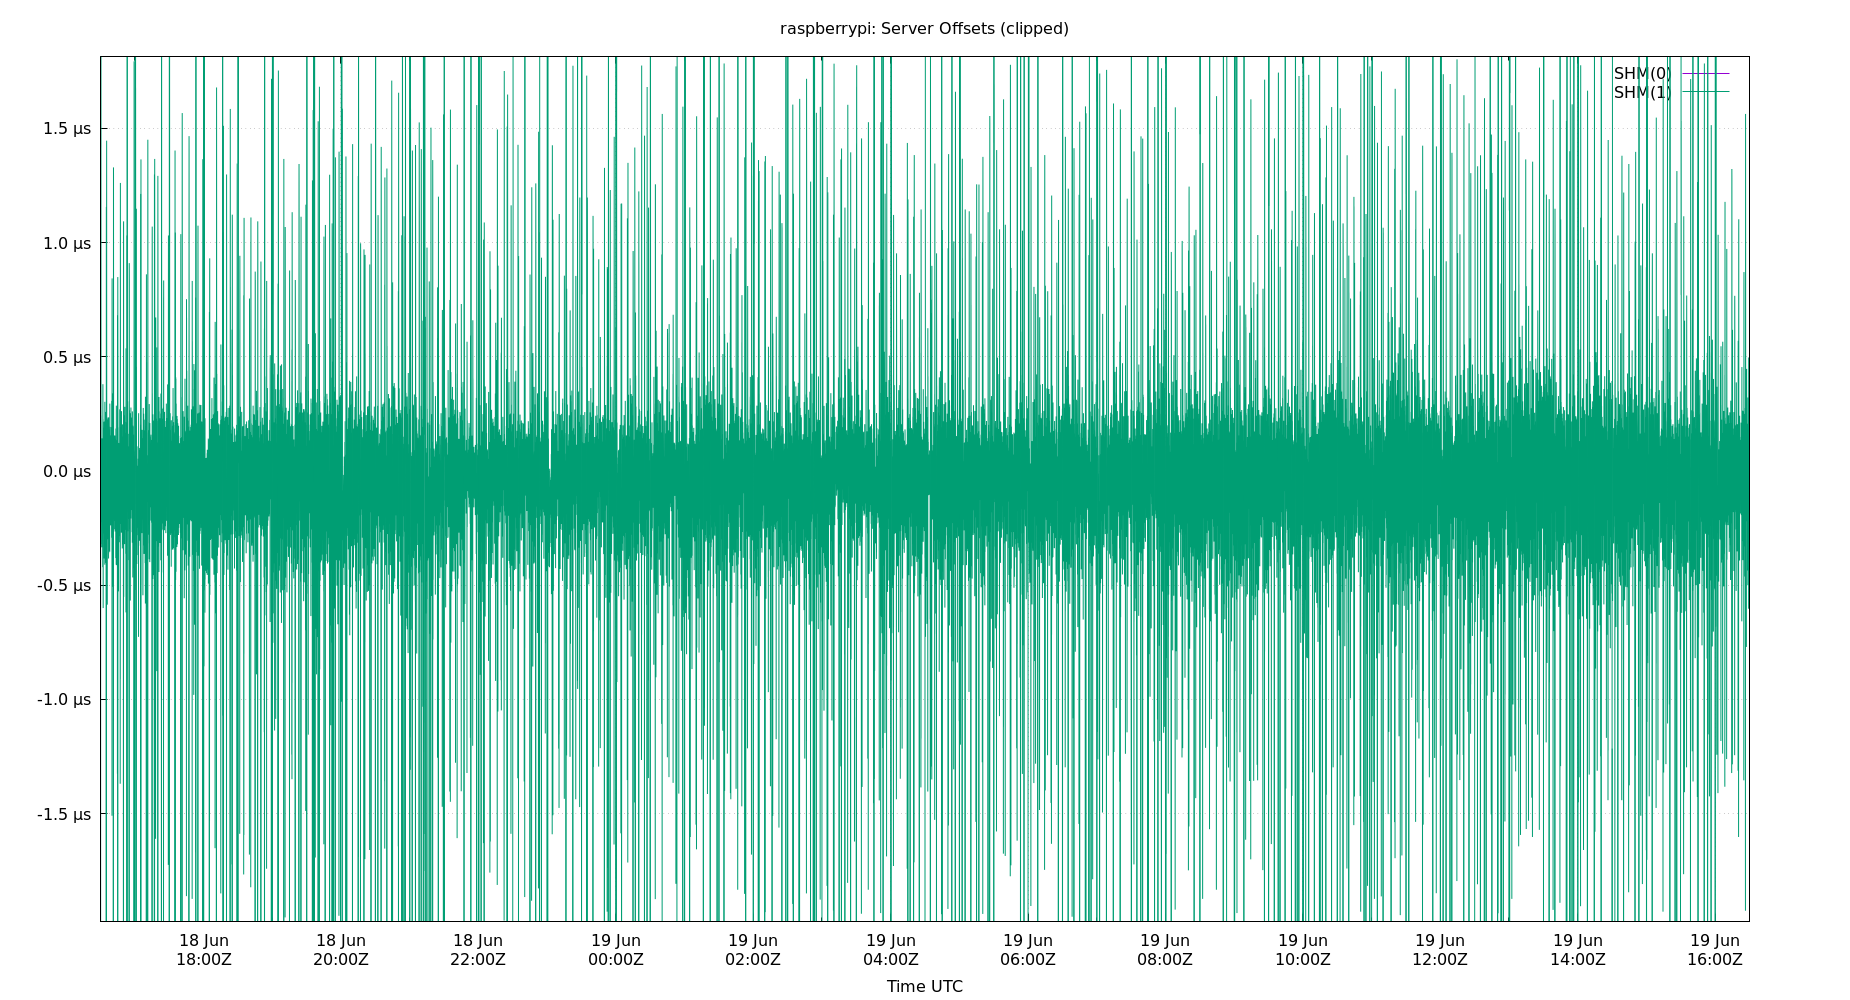 raspberrypi: Server Offsets (clipped)
SHM(0)
SHM(1)
1.5 µs
1.0 µs
0.5 µs
0.0 µs
-0.5 µs
-1.0 µs
-1.5 µs
18 Jun 18 Jun 18 Jun 19 Jun 19 Jun 19 Jun 19 Jun 19 Jun 19 Jun 19 Jun 19 Jun 19 Jun
18:00Z 20:00Z 22:00Z 00:00Z 02:00Z 04:00Z 06:00Z 08:00Z 10:00Z 12:00Z 14:00Z 16:00Z
Time UTC